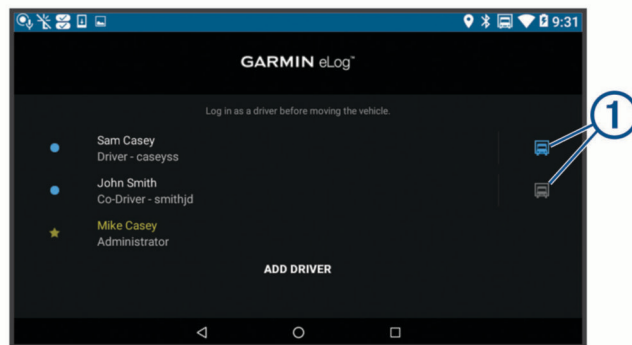 9:31
GARMIN eLog™
Log in as a driver before moving the vehicle.
Sam Casey
Driver - caseyss
John Smith
Co-Driver - smithjd
Mike Casey
Administrator
ADD DRIVER
1